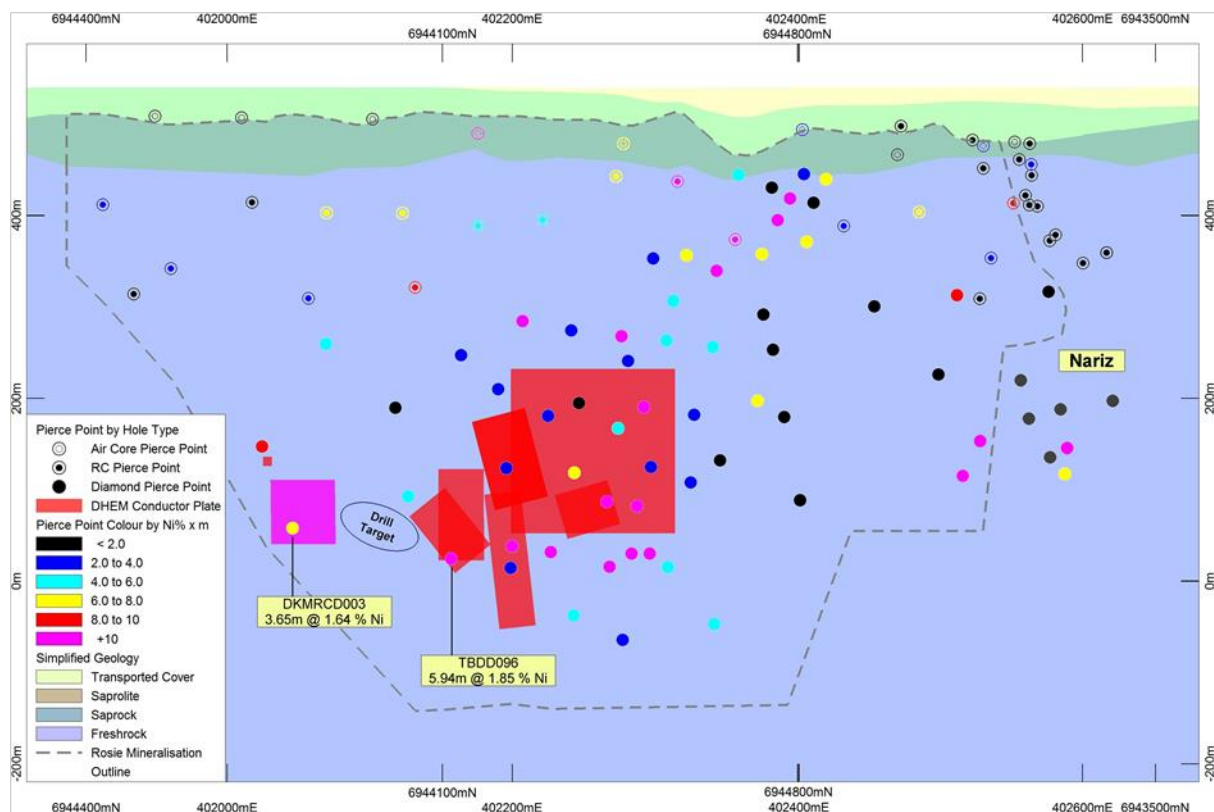 6944400mN
402000mE
402200mE
402400mE
402600mE
6943500mN
6944100mN
6944800mN
400m
400m
200m
200m
0m
0m
-200m
-200m
Nariz
Drill
Target
DKMRCD003
3.65m @ 1.64 % Ni
TBDD096
5.94m @ 1.85 % Ni
Pierce Point by Hole Type
Air Core Pierce Point
RC Pierce Point
Diamond Pierce Point
DHEM Conductor Plate
Pierce Point Colour by Ni% x m
< 2.0
2.0 to 4.0
4.0 to 6.0
6.0 to 8.0
8.0 to 10
+10
Simplified Geology
Transported Cover
Saprolite
Saprock
Freshrock
Rosie Mineralisation
Outline
6944400mN
402000mE
6944100mN
402200mE
6944800mN
402400mE
402600mE
6943500mN